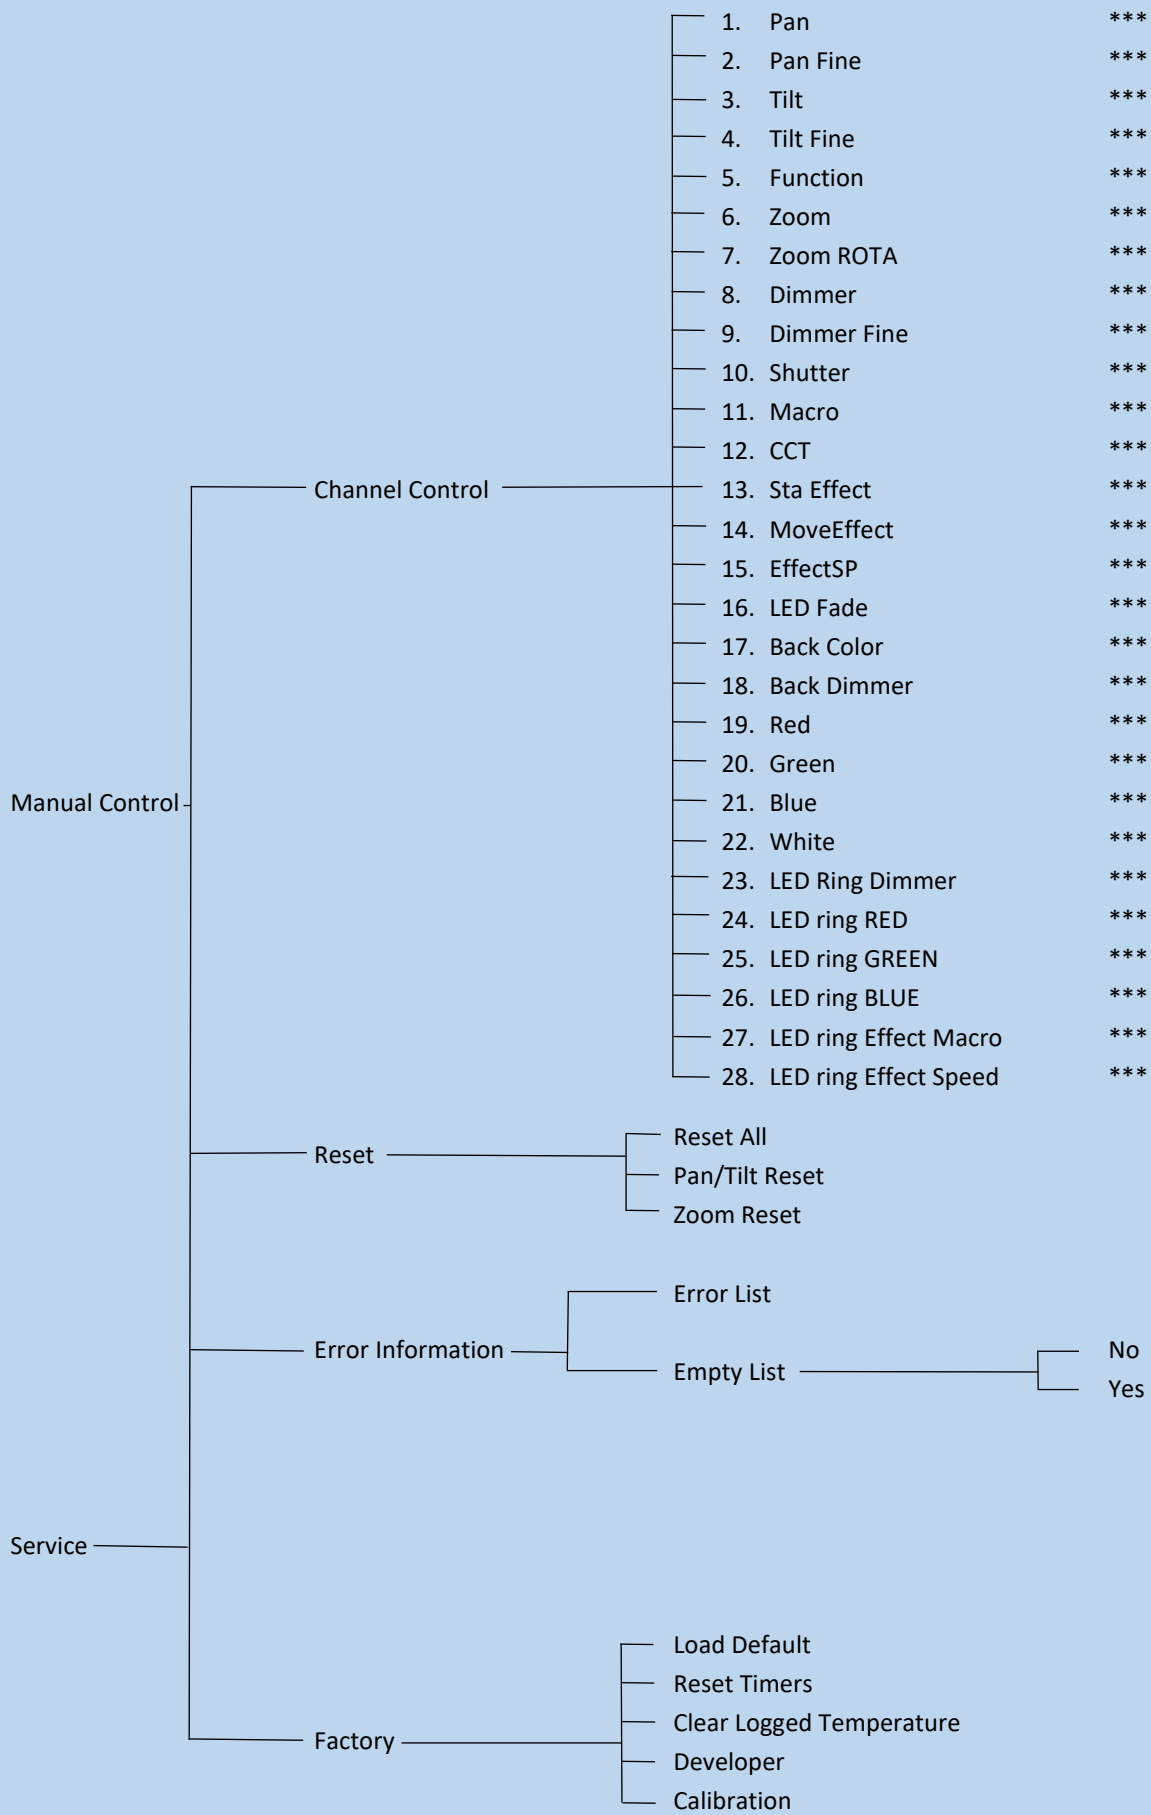 1. Pan ***
2. Pan Fine ***
3. Tilt ***
4. Tilt Fine ***
5. Function ***
6. Zoom ***
7. Zoom ROTA ***
8. Dimmer ***
9. Dimmer Fine ***
10. Shutter ***
11. Macro ***
12. CCT ***
Channel Control 13. Sta Effect ***
14. MoveEffect ***
15. EffectSP ***
16. LED Fade ***
17. Back Color ***
18. Back Dimmer ***
19. Red ***
20. Green ***
Manual Control 21. Blue ***
22. White ***
23. LED Ring Dimmer ***
24. LED ring RED ***
25. LED ring GREEN ***
26. LED ring BLUE ***
27. LED ring Effect Macro ***
28. LED ring Effect Speed ***
Reset All
Reset
Pan/Tilt Reset
Zoom Reset
Error List
Error Information
No
Empty List
Yes
Service
Load Default
Reset Timers
Clear Logged Temperature
Factory
Developer
Calibration